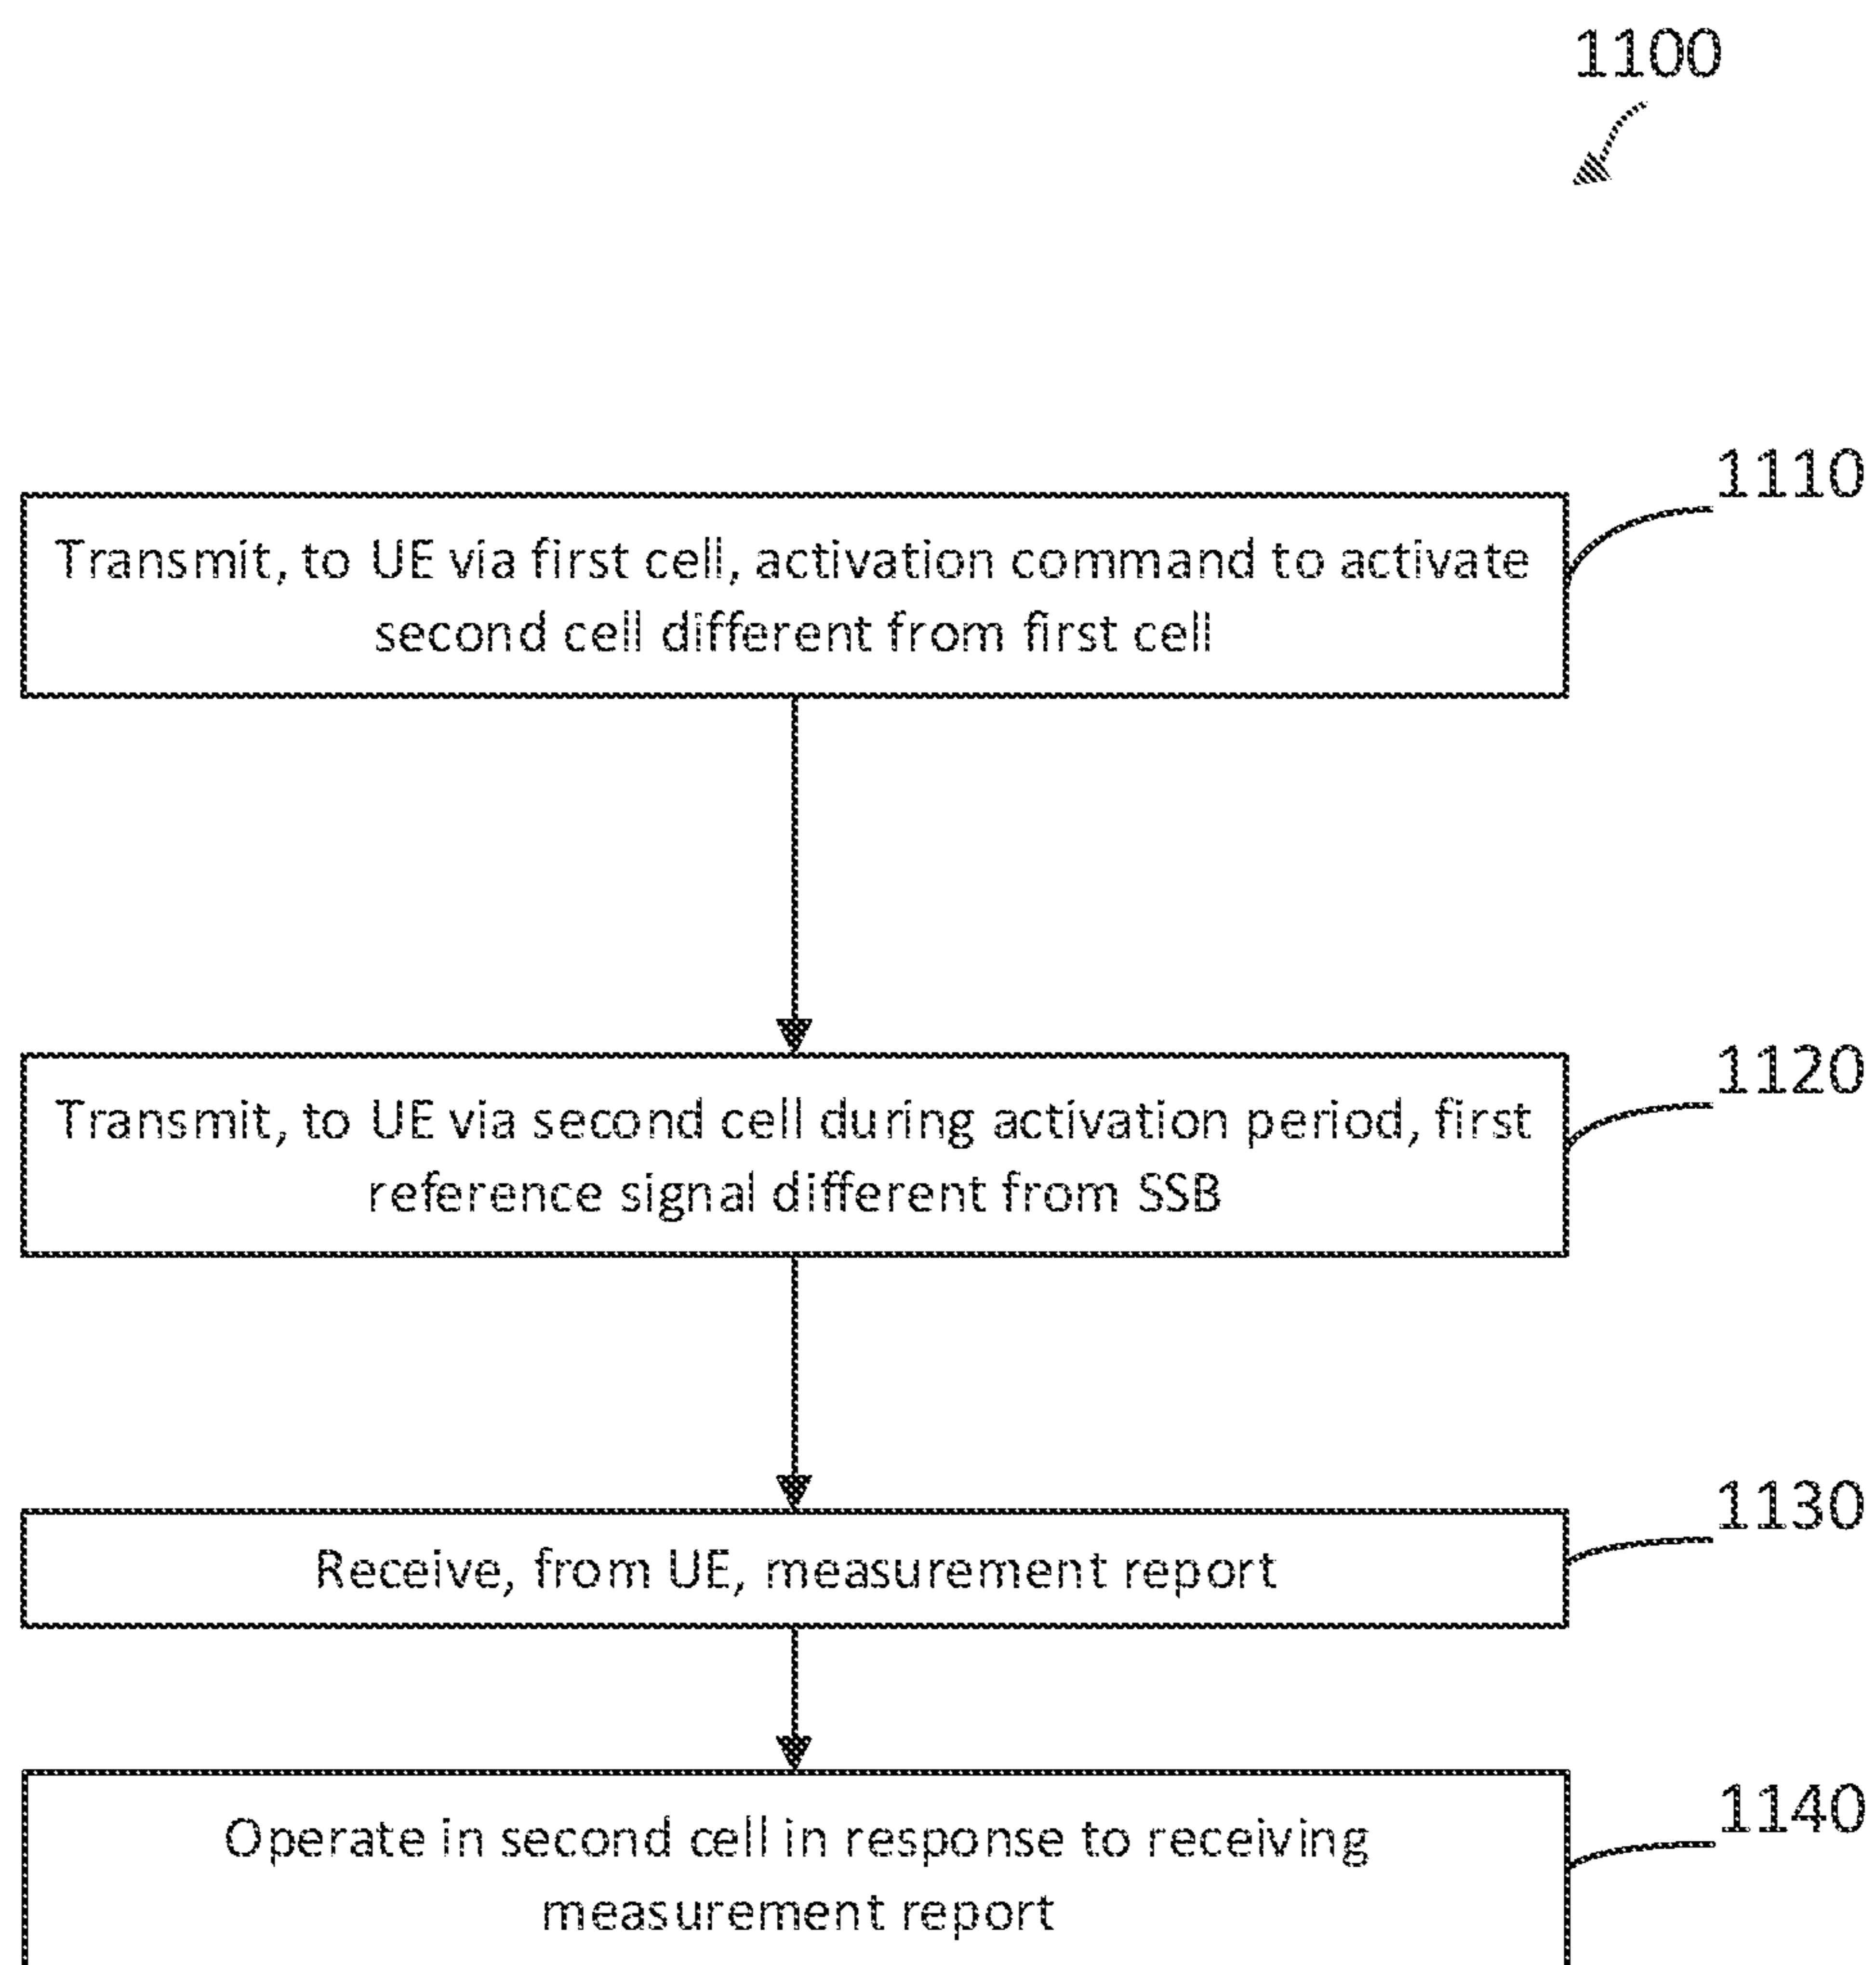 1100
1110
Transmit, to UE via first cell, activation command to activate
second cell different from first cell
1120
Transmit, to UE via second cell during activation period, first
reference signal different from SSB
1130
Receive, from UE, measurement report
1140
Operate in second cell in response to receiving
measurement report